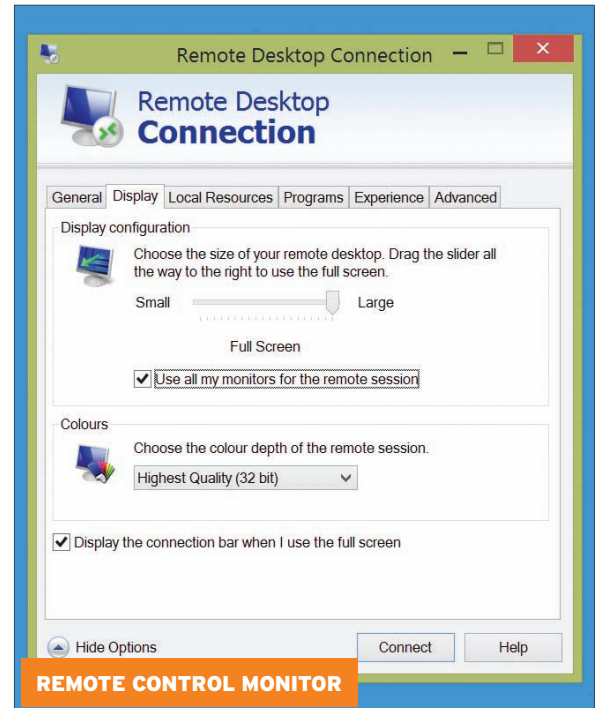 Remote Desktop Connection
Remote Desktop
Connection
General Display Local Resources Programs Experience Advanced
Display configuration
Choose the size of your remote desktop. Drag the slider all
the way to the right to use the full screen.
Small Large
Full Screen
Use all my monitors for the remote session
Colours
Choose the colour depth of the remote session.
Highest Quality (32 bit)
Display the connection bar when I use the full screen
Hide Options Connect Help
REMOTE CONTROL MONITOR